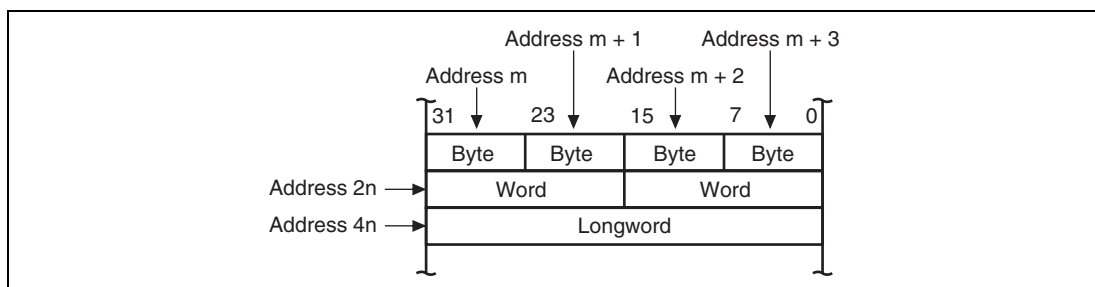 Address m + 1 Address m + 3
Address m Address m + 2
31 23 15 7 0
Byte Byte Byte Byte
Address 2n Word Word
Address 4n Longword